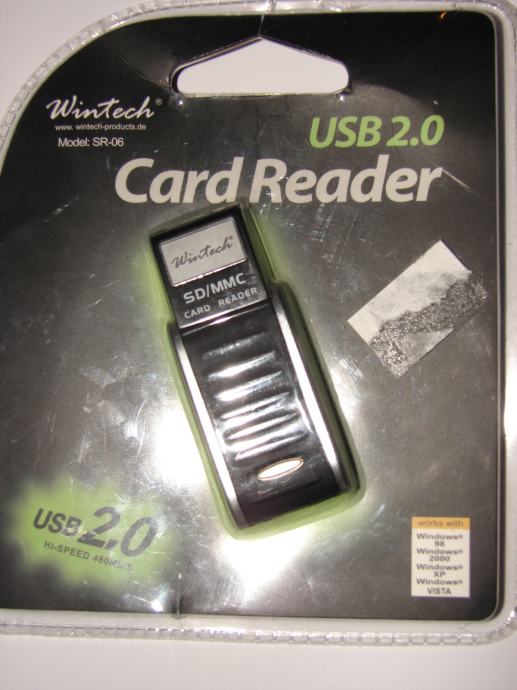 Wintech®
www.wintech-products.de
Model: SR-06
USB 2.0
Card Reader
Wintech®
SD/MMC
CARD READER
USB 2.0
HI-SPEED 480Mb/s
works with
Windows®
98
Windows®
2000
Windows®
XP
Windows®
VISTA